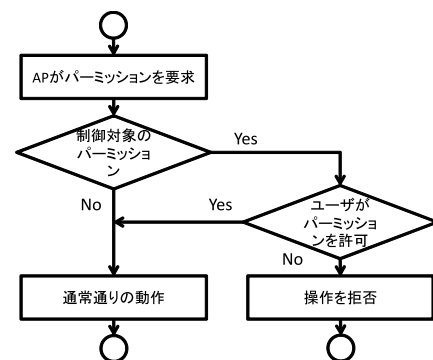 APがパーミッションを要求
制御対象の
パーミッショ
ン
Yes
No
Yes
ユーザが
パーミッショ
ンを許可
No
通常通りの動作
操作を拒否